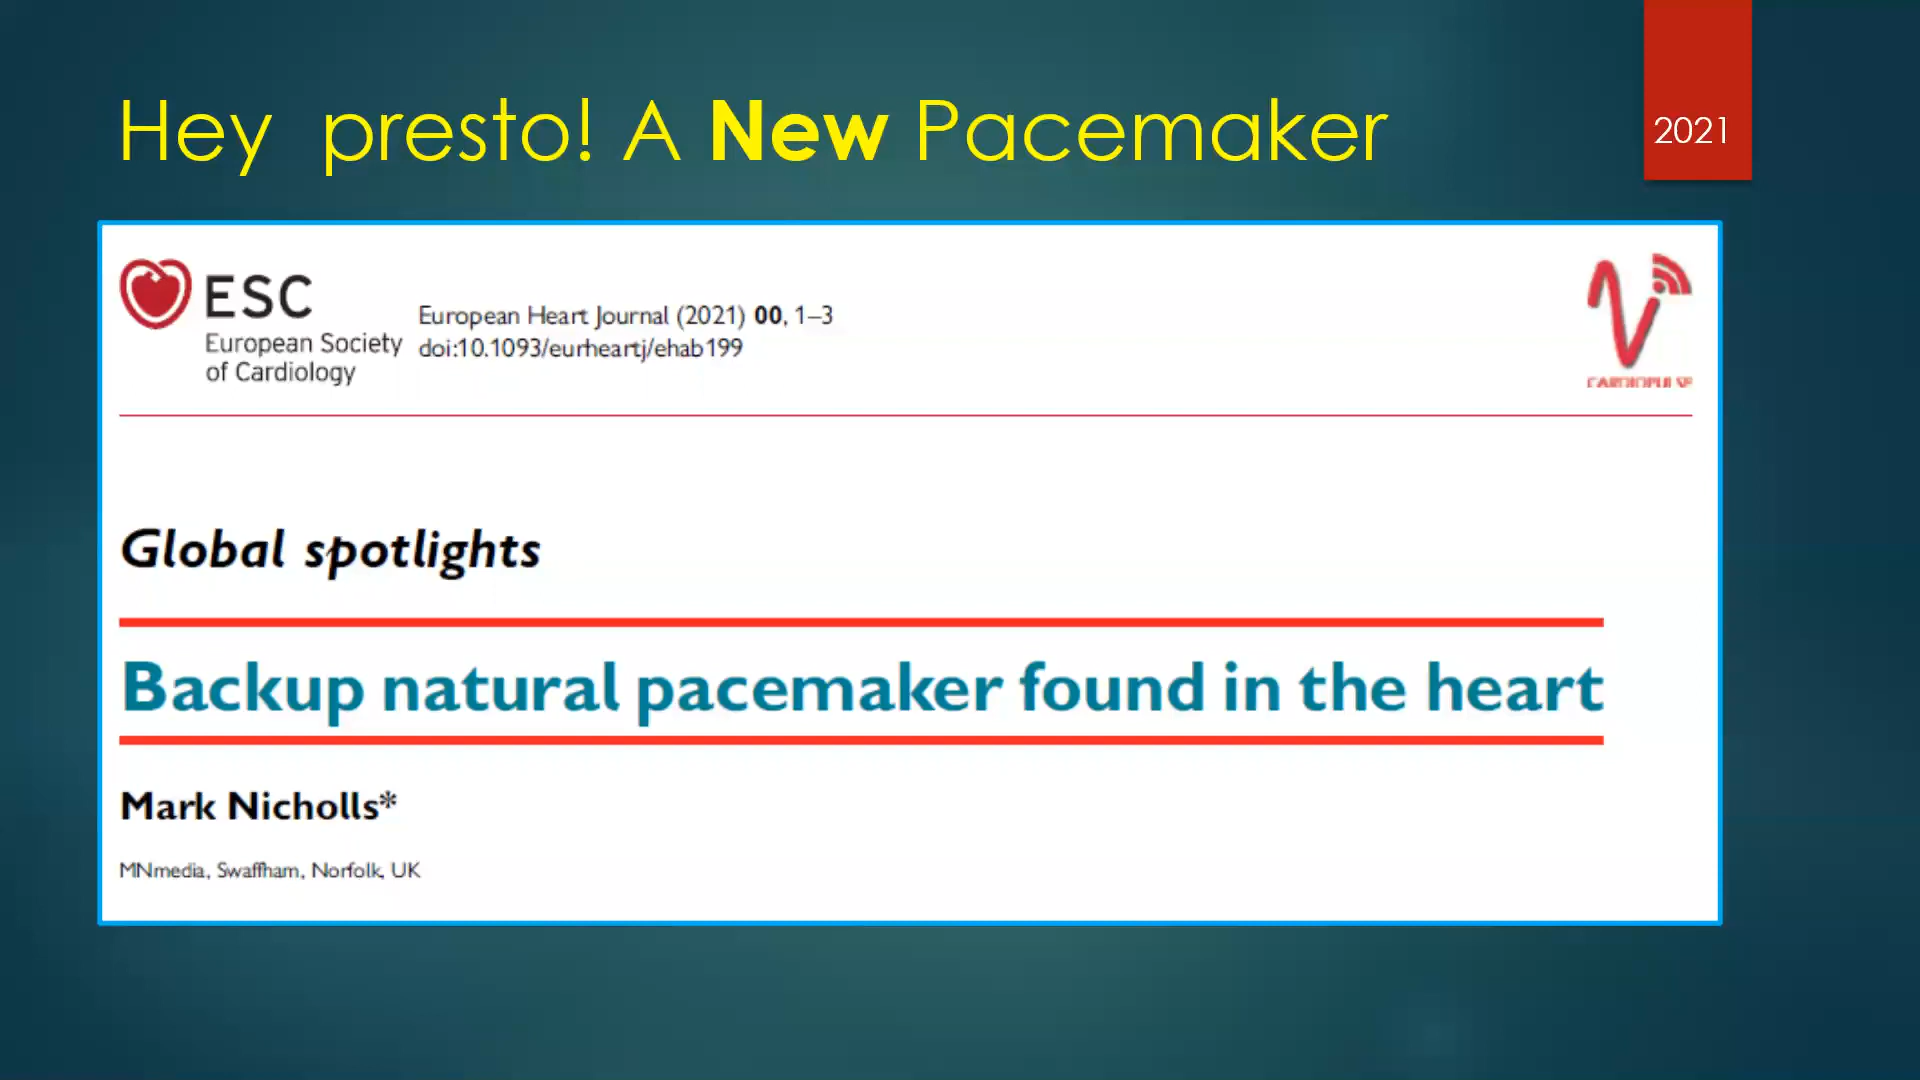 Hey presto! A New Pacemaker
2021
ESC
European Society
of Cardiology
European Heart Journal (2021) 00, 1–3
doi:10.1093/eurheartj/ehab199
CARDIOPULSE
Global spotlights
Backup natural pacemaker found in the heart
Mark Nicholls*
MNmedia, Swaffham, Norfolk, UK